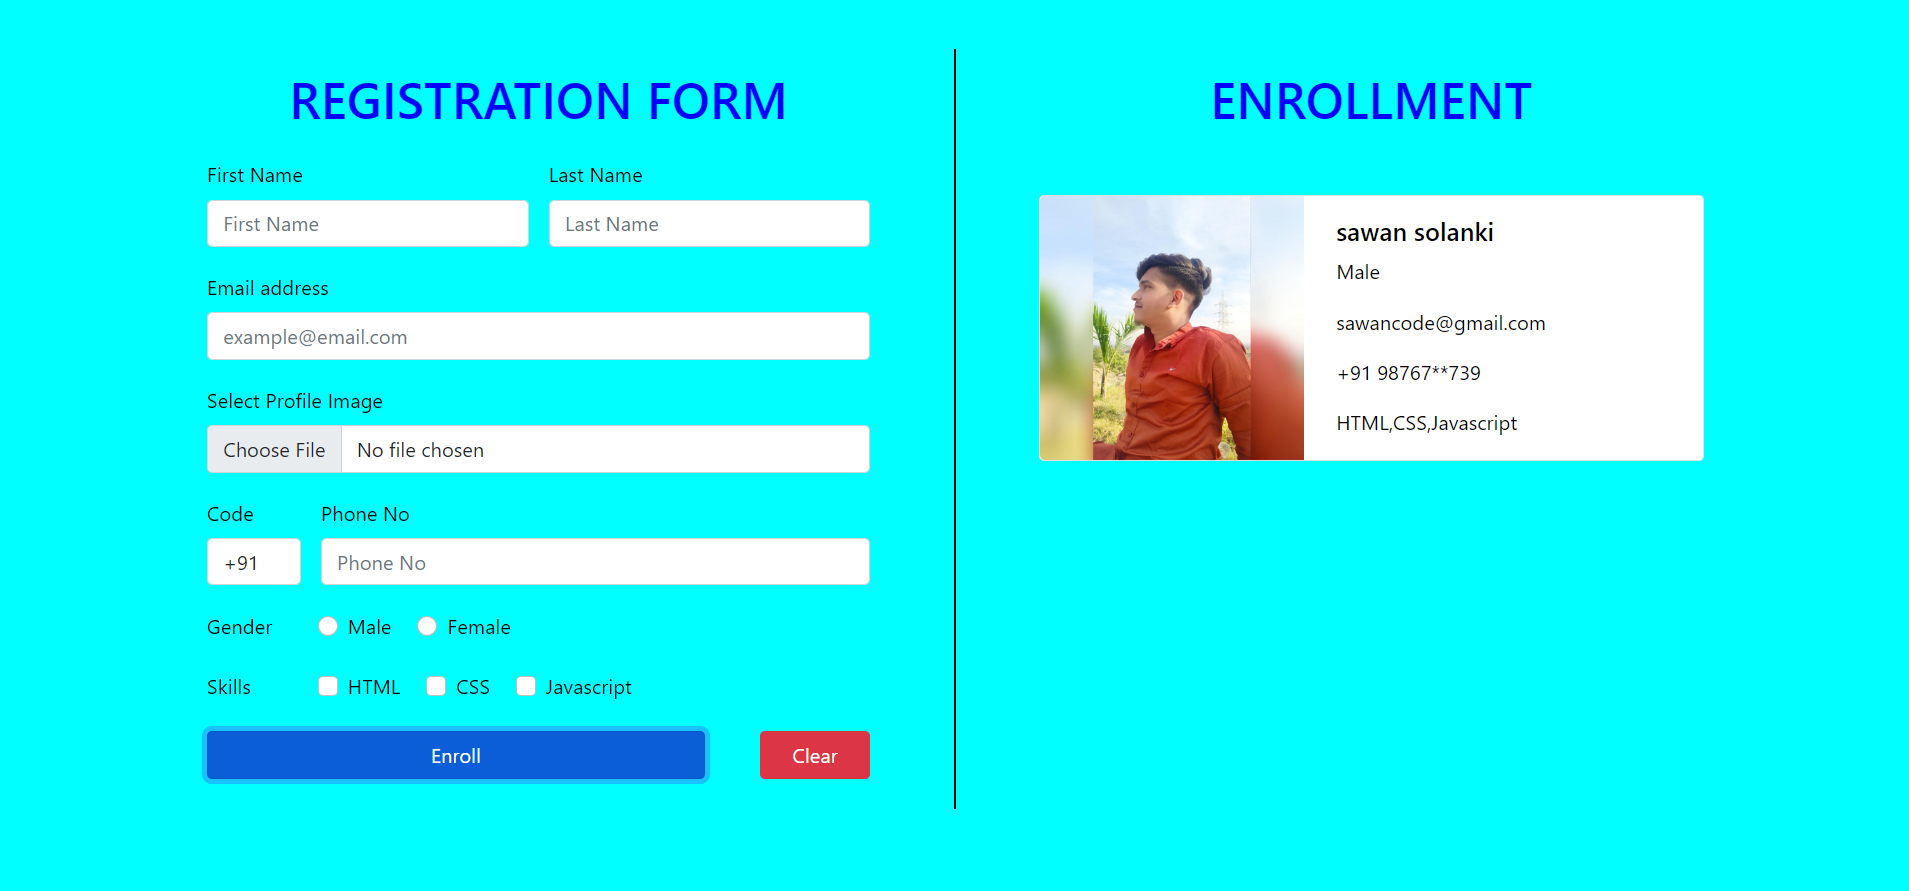 REGISTRATION FORM
First Name Last Name
First Name Last Name
Email address
example@email.com
Select Profile Image
Choose File No file chosen
Code Phone No
+91 Phone No
Gender Male Female
Skills HTML CSS Javascript
Enroll Clear
ENROLLMENT
sawan solanki
Male
sawancode@gmail.com
+91 98767**739
HTML,CSS,Javascript